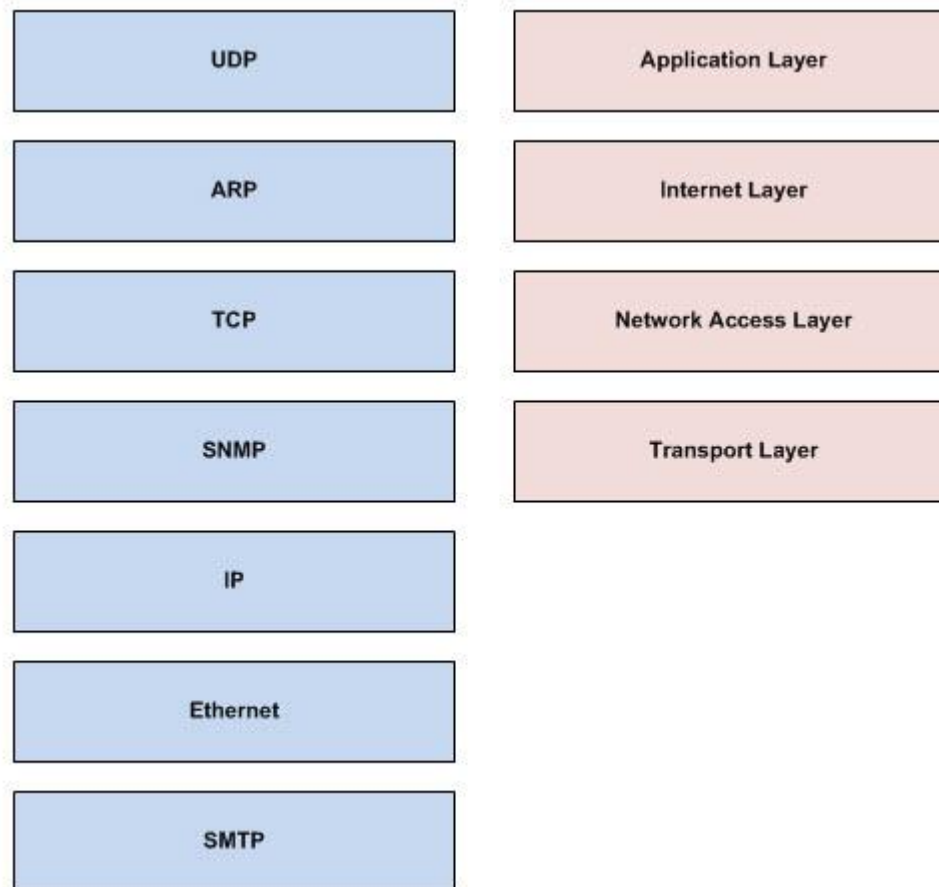 UDP
Application Layer
ARP
Internet Layer
TCP
Network Access Layer
SNMP
Transport Layer
IP
Ethernet
SMTP